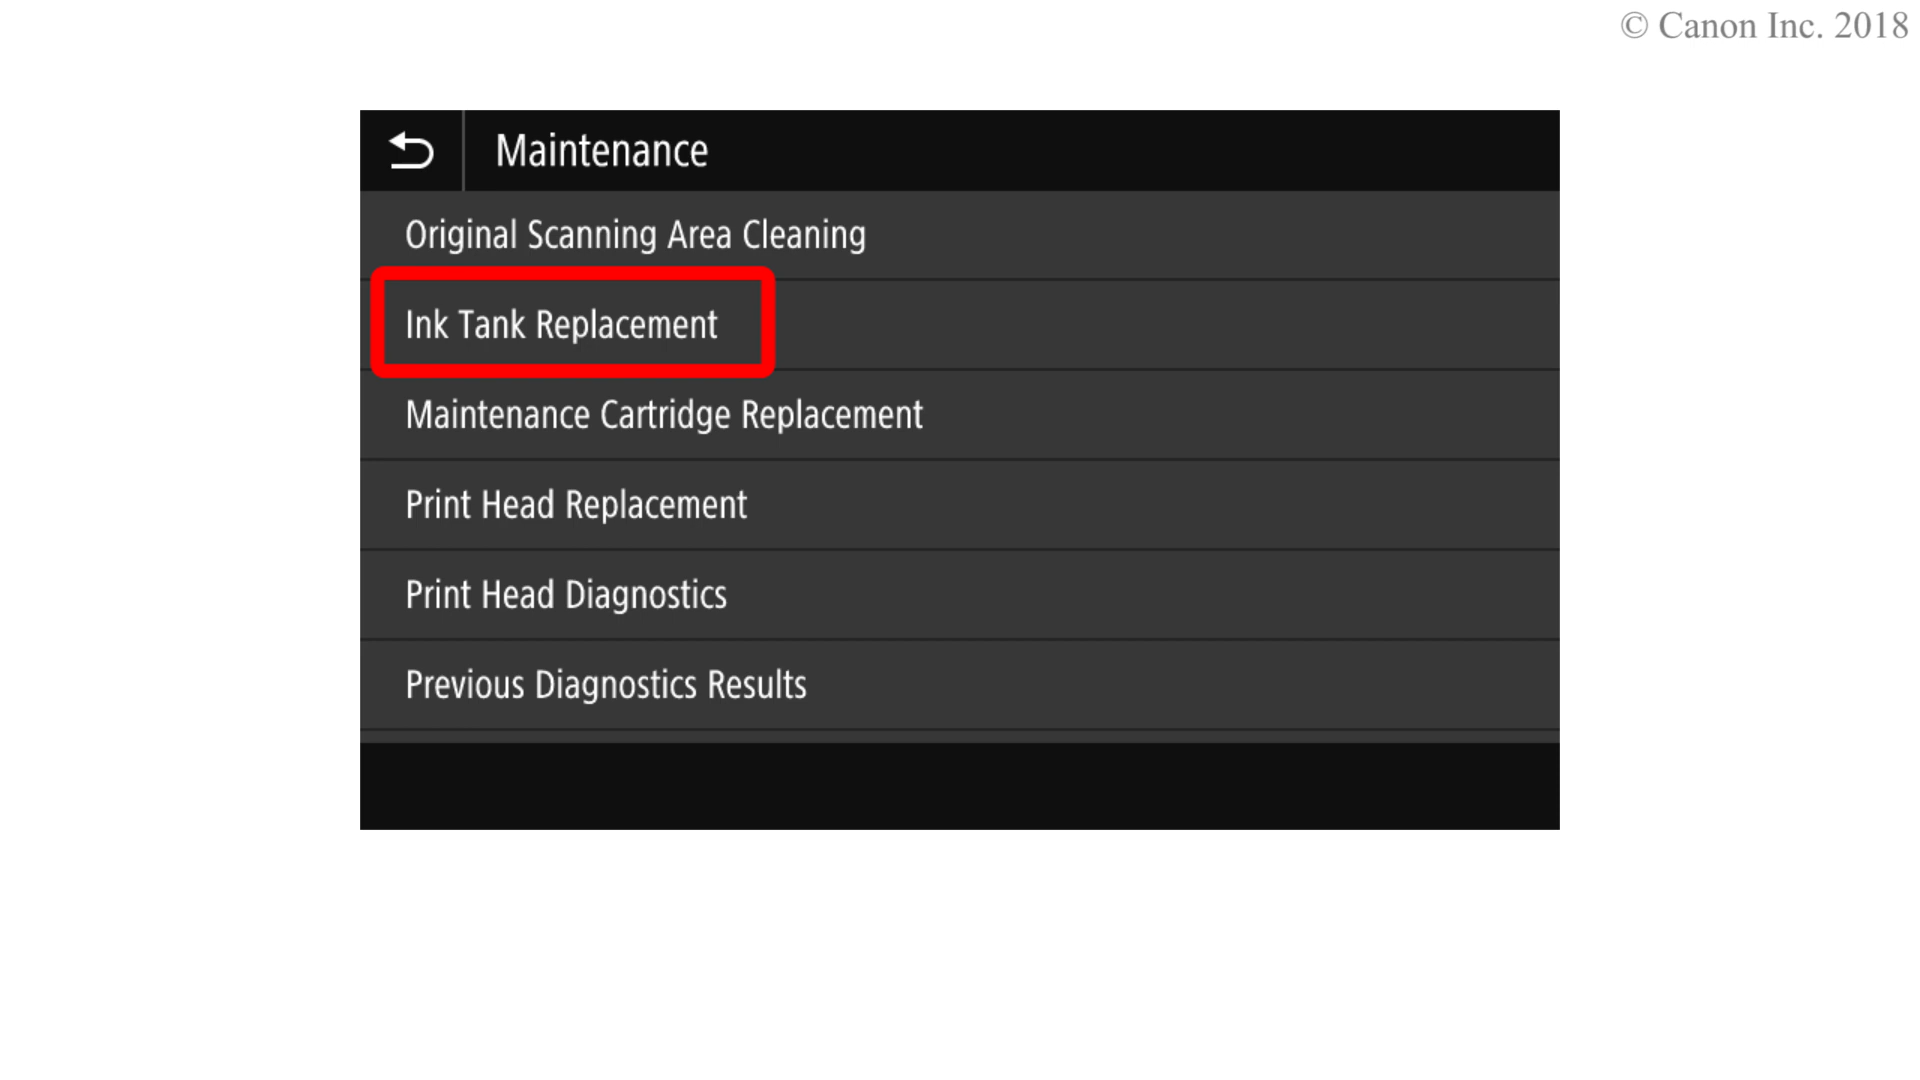 © Canon Inc. 2018
Maintenance
Original Scanning Area Cleaning
Ink Tank Replacement
Maintenance Cartridge Replacement
Print Head Replacement
Print Head Diagnostics
Previous Diagnostics Results